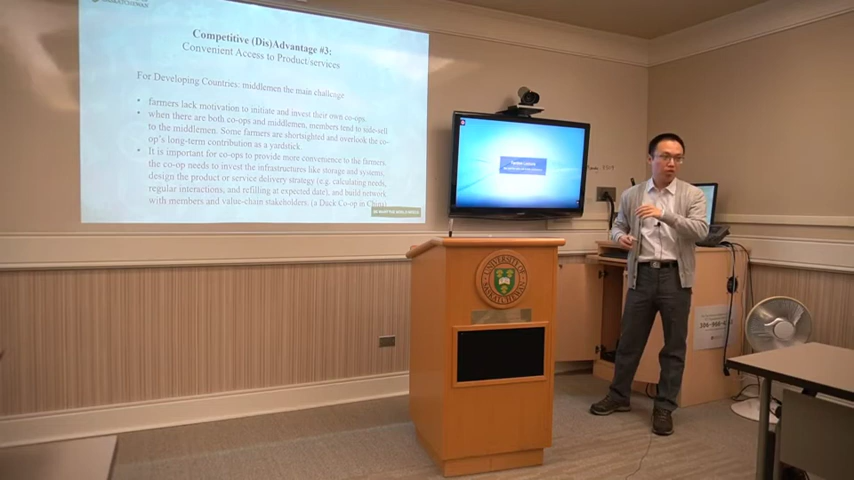 SASKATCHEWAN
Competitive (Dis)Advantage #3:
Convenient Access to Product/services
For Developing Countries: middlemen the main challenge
• farmers lack motivation to initiate and invest their own co-ops.
• when there are both co-ops and middlemen, members tend to side-sell
to the middlemen. Some farmers are shortsighted and overlook the co-
op's long-term contribution as a yardstick.
• It is important for co-ops to provide more convenience to the farmers.
the co-op needs to invest the infrastructures like storage and systems,
design the product or service delivery strategy (e.g. calculating needs,
regular interactions, and refilling at expected date), and build network
with members and value-chain stakeholders. (a Duck Co-op in China)
UNIVERSITY OF
SASKATCHEWAN